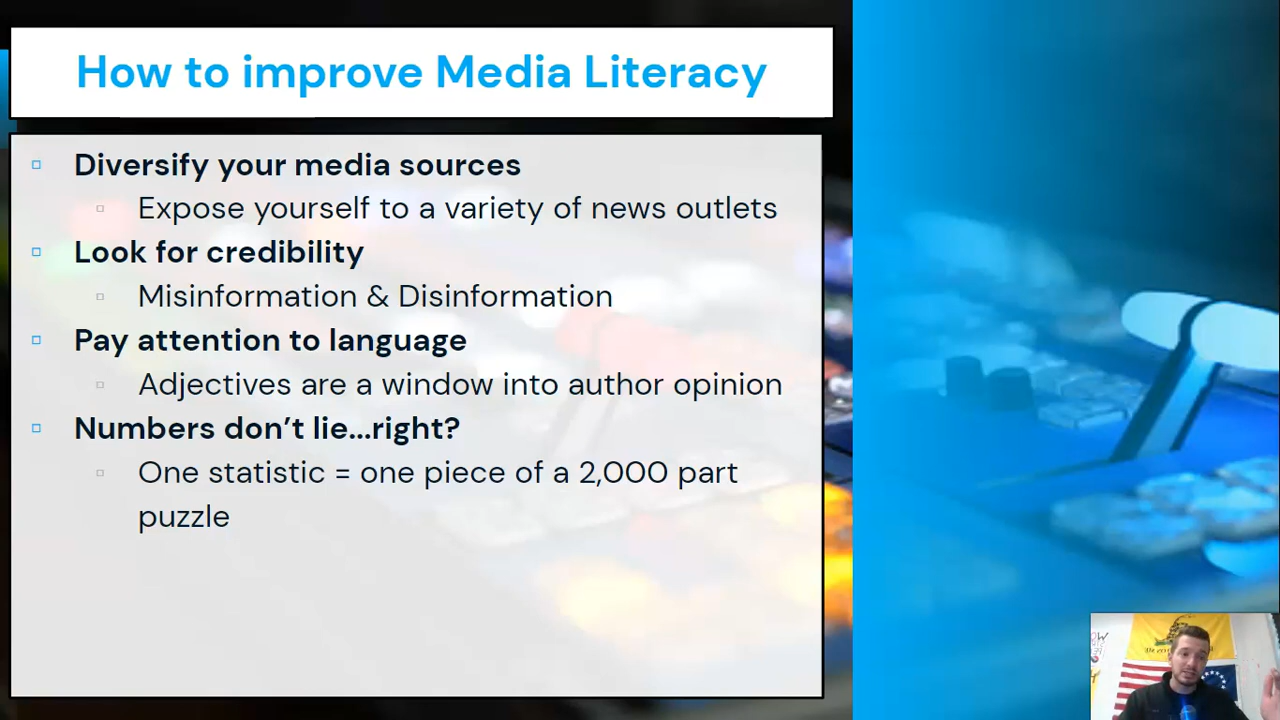 How to improve Media Literacy
Diversify your media sources
Expose yourself to a variety of news outlets
Look for credibility
Misinformation & Disinformation
Pay attention to language
Adjectives are a window into author opinion
Numbers don’t lie...right?
One statistic = one piece of a 2,000 part
puzzle